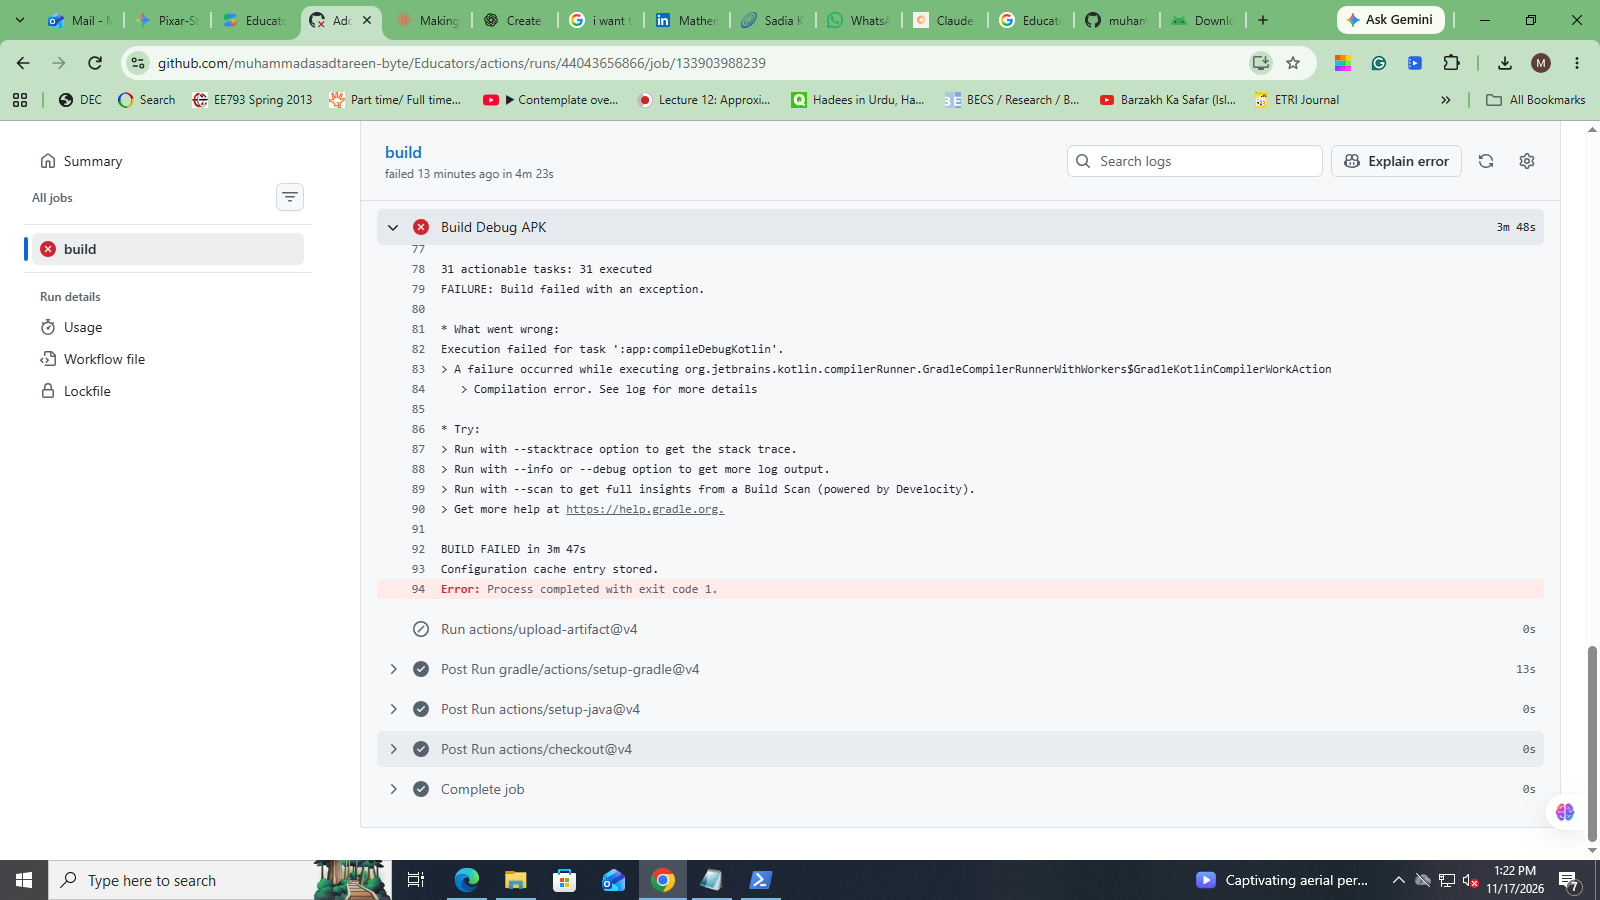 Mail - M
Pixar-St
Educato
Add
Making
Create
i want t
Mather
Sadia K
WhatsA
Claude
Educato
muham
Downlo
Ask Gemini
github.com/muhammadasadtareen-byte/Educators/actions/runs/44043656866/job/133903988239
M
DEC
Search
EE793 Spring 2013
Part time/ Full time...
▶ Contemplate ove...
Lecture 12: Approxi...
Hadees in Urdu, Ha...
BECS / Research / B...
Barzakh Ka Safar (Isl...
ETRI Journal
»
All Bookmarks
Summary
All jobs
build
Run details
Usage
Workflow file
Lockfile
build
failed 13 minutes ago in 4m 23s
Search logs
Explain error
Build Debug APK
3m 48s
77
78 31 actionable tasks: 31 executed
79 FAILURE: Build failed with an exception.
80
81 * What went wrong:
82 Execution failed for task ':app:compileDebugKotlin'.
83 > A failure occurred while executing org.jetbrains.kotlin.compilerRunner.GradleCompilerRunnerWithWorkers$GradleKotlinCompilerWorkAction
84 > Compilation error. See log for more details
85
86 * Try:
87 > Run with --stacktrace option to get the stack trace.
88 > Run with --info or --debug option to get more log output.
89 > Run with --scan to get full insights from a Build Scan (powered by Develocity).
90 > Get more help at https://help.gradle.org.
91
92 BUILD FAILED in 3m 47s
93 Configuration cache entry stored.
94 Error: Process completed with exit code 1.
Run actions/upload-artifact@v4
0s
Post Run gradle/actions/setup-gradle@v4
13s
Post Run actions/setup-java@v4
0s
Post Run actions/checkout@v4
0s
Complete job
0s
Type here to search
Captivating aerial per...
1:22 PM
11/17/2026
7